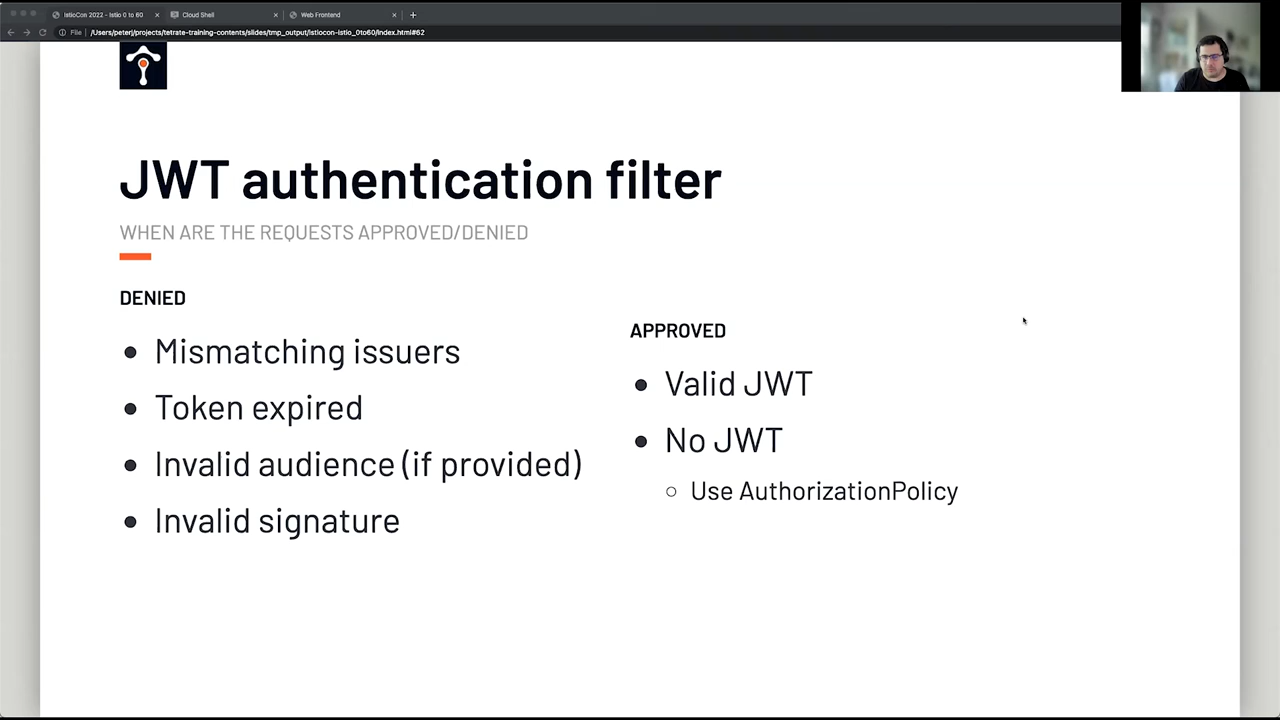 IstioCon 2022 - Istio 0 to 60
Cloud Shell
Web Frontend
File
/Users/peterj/projects/tetrate-training-contents/slides/tmp_output/istiocon-istio_0to60/index.html#62
JWT authentication filter
WHEN ARE THE REQUESTS APPROVED/DENIED
DENIED
Mismatching issuers
Token expired
Invalid audience (if provided)
Invalid signature
APPROVED
Valid JWT
No JWT
Use AuthorizationPolicy